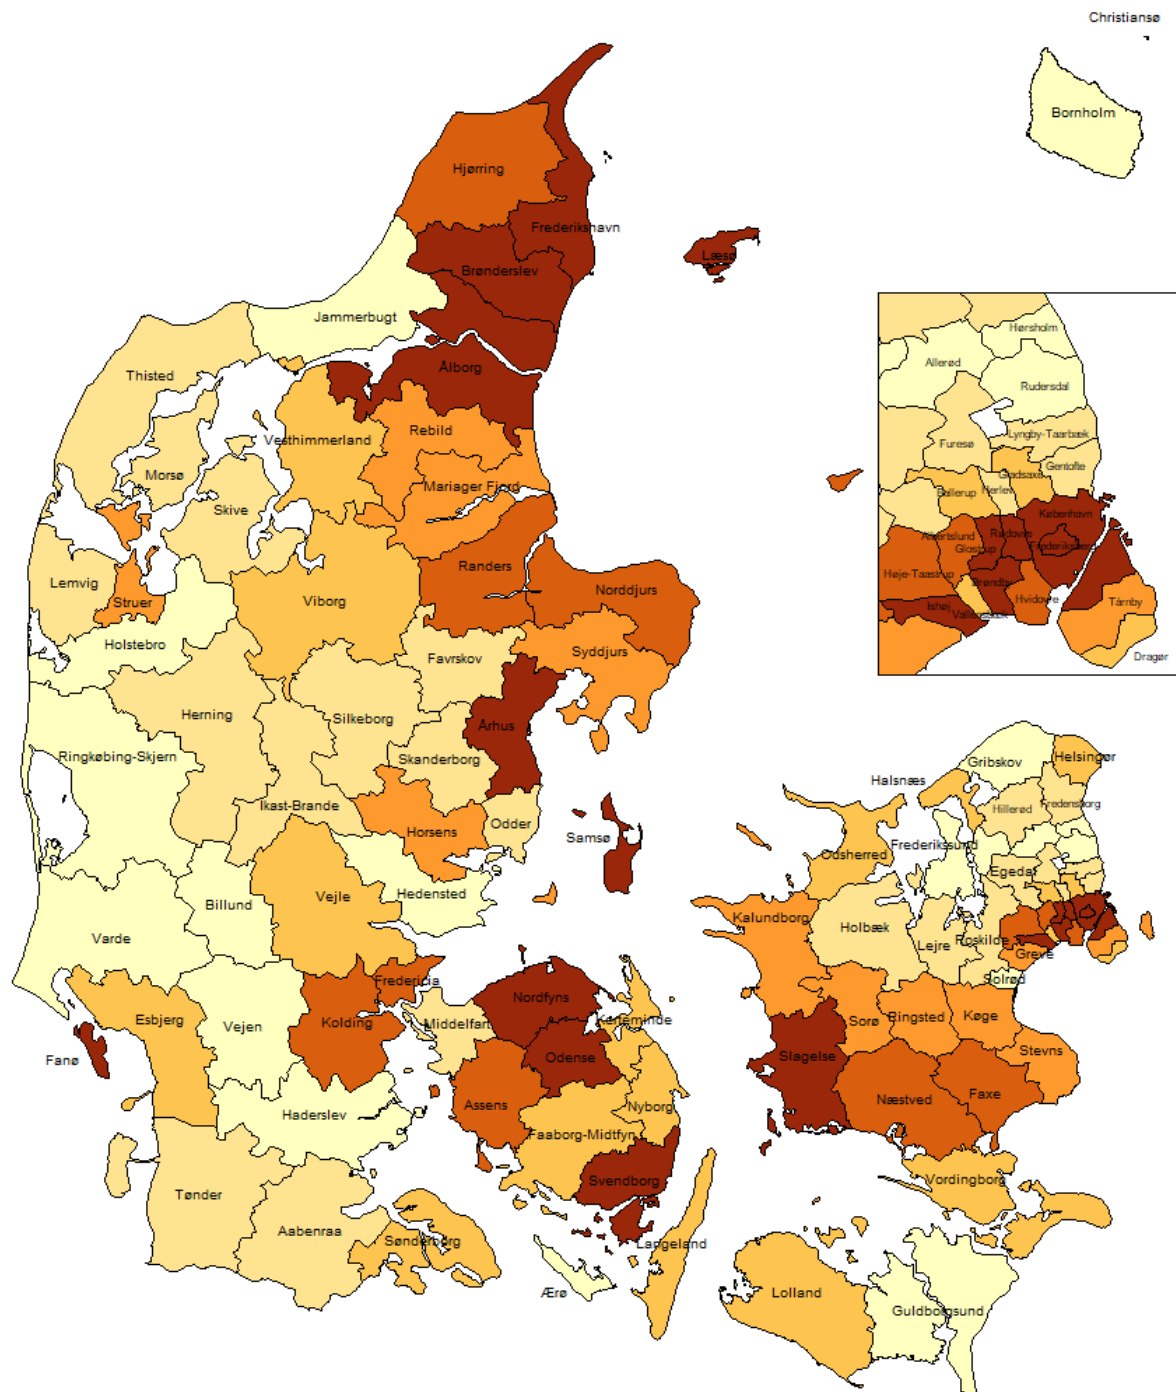 Christiansø
Bornholm
Hjørring
Frederikshavn
Læsø
Brønderslev
Jammerbugt
Ålborg
Thisted
Vesthimmerland
Rebild
Morsø
Mariager Fjord
Skive
Randers
Lemvig
Struer
Viborg
Norddjurs
Holstebro
Favrskov
Syddjurs
Herning
Silkeborg
Århus
Ringkøbing-Skjern
Skanderborg
Ikast-Brande
Horsens
Odder
Samsø
Hedensted
Vejle
Billund
Varde
Fredericia
Kolding
Esbjerg
Vejen
Fanø
Haderslev
Tønder
Aabenraa
Sønderborg
Nordfyns
Middelfart
Kerteminde
Odense
Assens
Nyborg
Faaborg-Midtfyn
Svendborg
Langeland
Ærø
Hørsholm
Allerød
Rudersdal
Furesø
Lyngby-Taarbæk
Gentofte
Gladsaxe
Ballerup
Herlev
København
Albertslund
Rødovre
Glostrup
Frederiksberg
Høje-Taastrup
Brøndby
Hvidovre
Ishøj
Vallensbæk
Tårnby
Dragør
Gribskov
Helsingør
Halsnæs
Hillerød
Fredensborg
Frederikssund
Odsherred
Egedal
Kalundborg
Holbæk
Lejre
Roskilde
Greve
Solrød
Sorø
Ringsted
Køge
Stevns
Slagelse
Næstved
Faxe
Vordingborg
Lolland
Guldborgsund